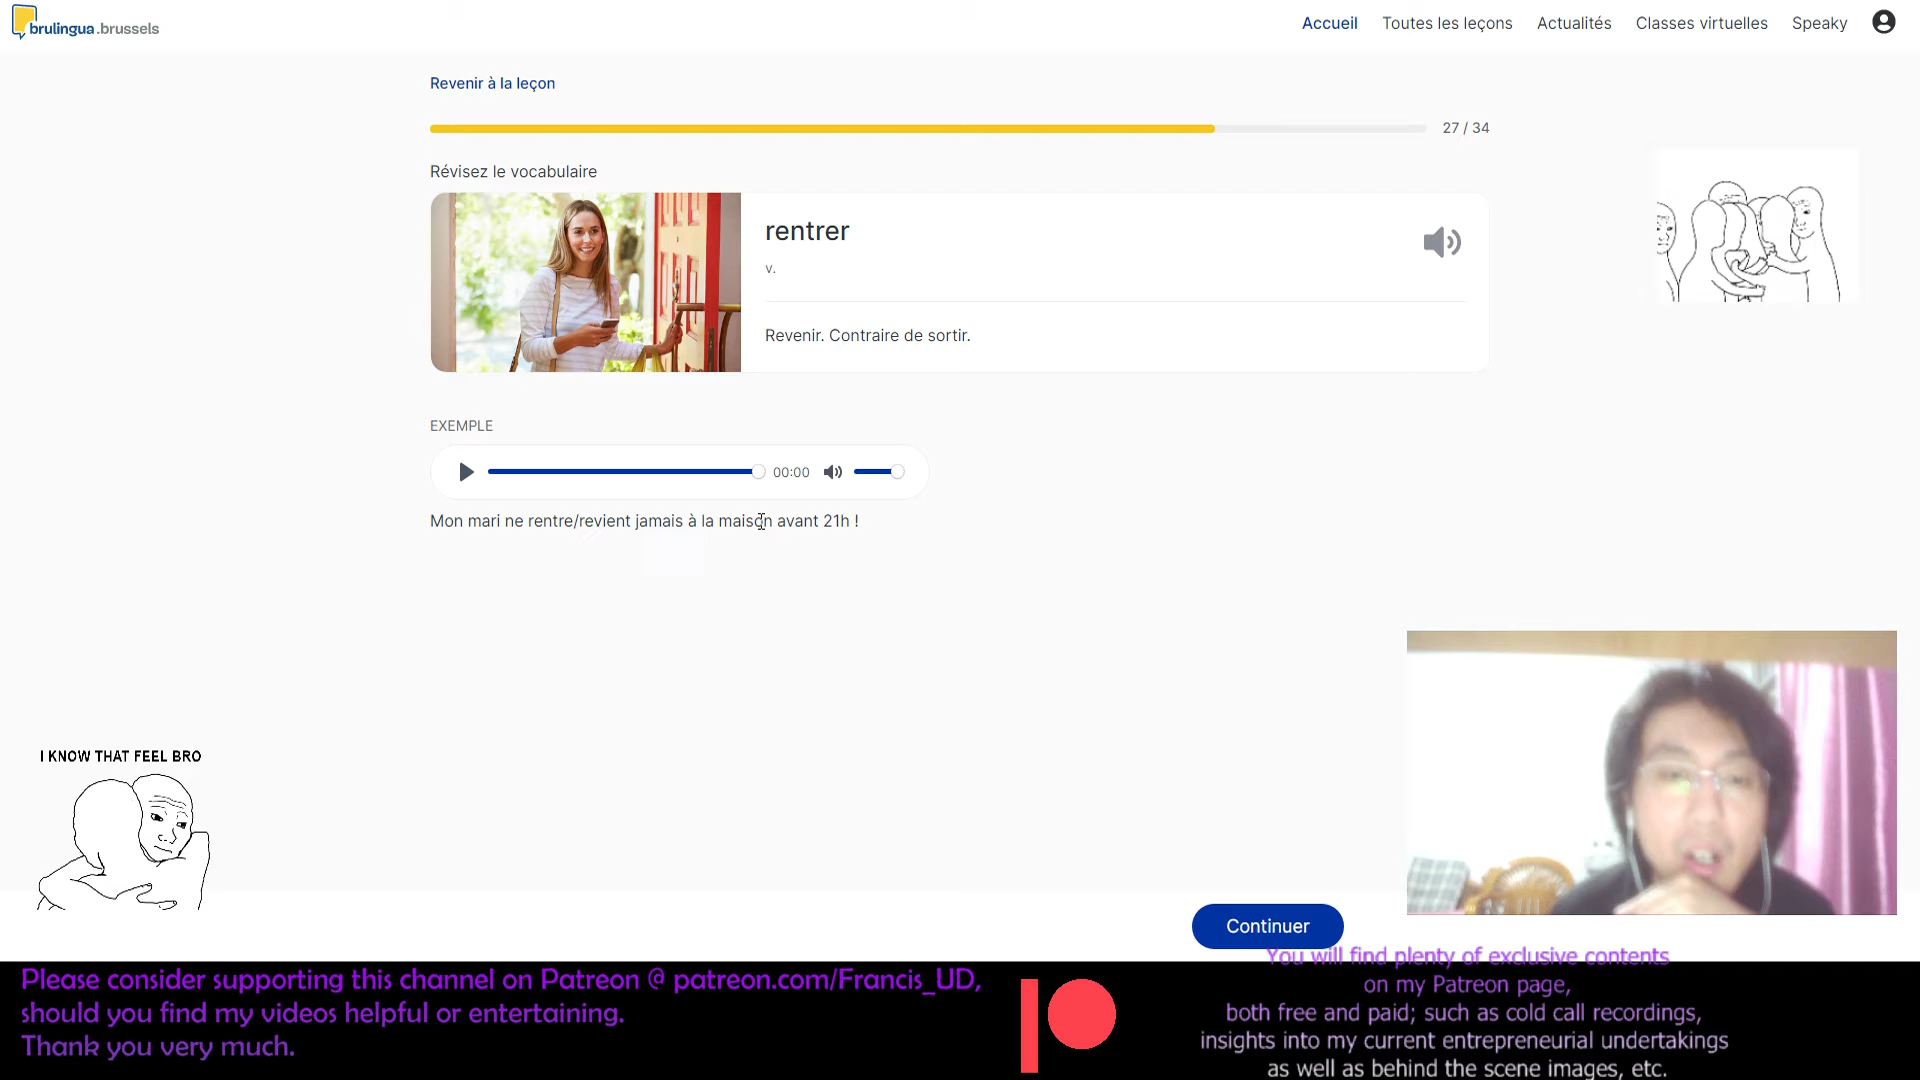 brulingua.brussels
Accueil
Toutes les leçons
Actualités
Classes virtuelles
Speaky
Revenir à la leçon
27 / 34
Révisez le vocabulaire
rentrer
v.
Revenir. Contraire de sortir.
EXEMPLE
00:00
Mon mari ne rentre/revient jamais à la maison avant 21h !
I KNOW THAT FEEL BRO
Continuer
Please consider supporting this channel on Patreon @ patreon.com/Francis_UD,
should you find my videos helpful or entertaining.
Thank you very much.
You will find plenty of exclusive contents
on my Patreon page,
both free and paid; such as cold call recordings,
insights into my current entrepreneurial undertakings
as well as behind the scene images, etc.